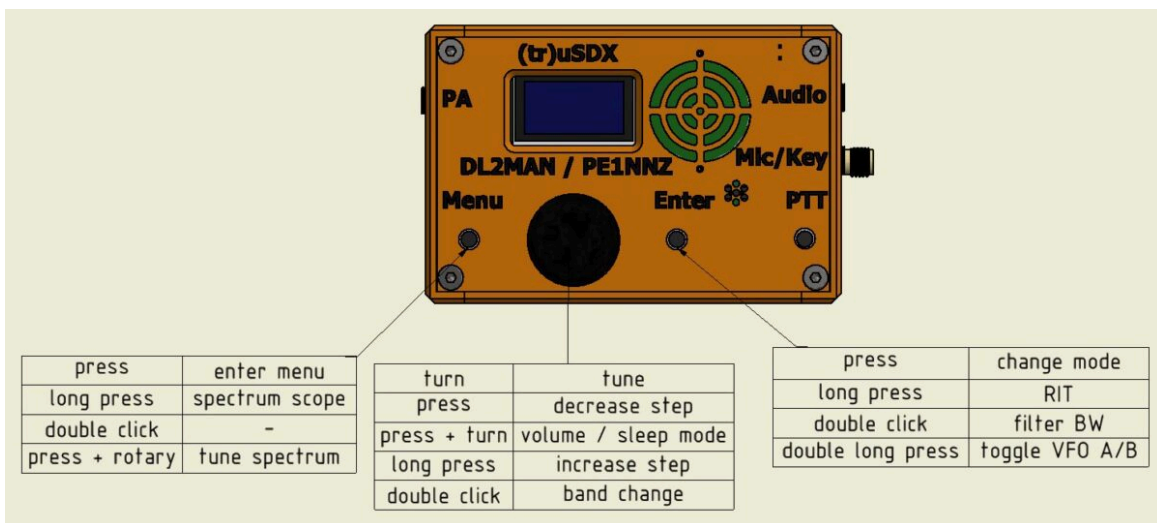 (tr)uSDX
:
PA
Audio
DL2MAN / PE1NNZ
Mic/Key
Menu
Enter
PTT
press enter menu
long press spectrum scope
double click -
press + rotary tune spectrum
turn tune
press decrease step
press + turn volume / sleep mode
long press increase step
double click band change
press change mode
long press RIT
double click filter BW
double long press toggle VFO A/B